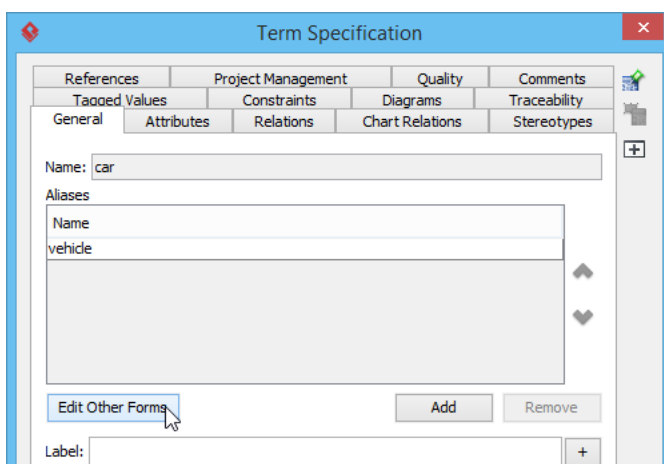 Term Specification
References Project Management Quality Comments
Tagged Values Constraints Diagrams Traceability
General Attributes Relations Chart Relations Stereotypes
Name: car
Aliases
Name
vehicle
Edit Other Forms Add Remove
Label: +